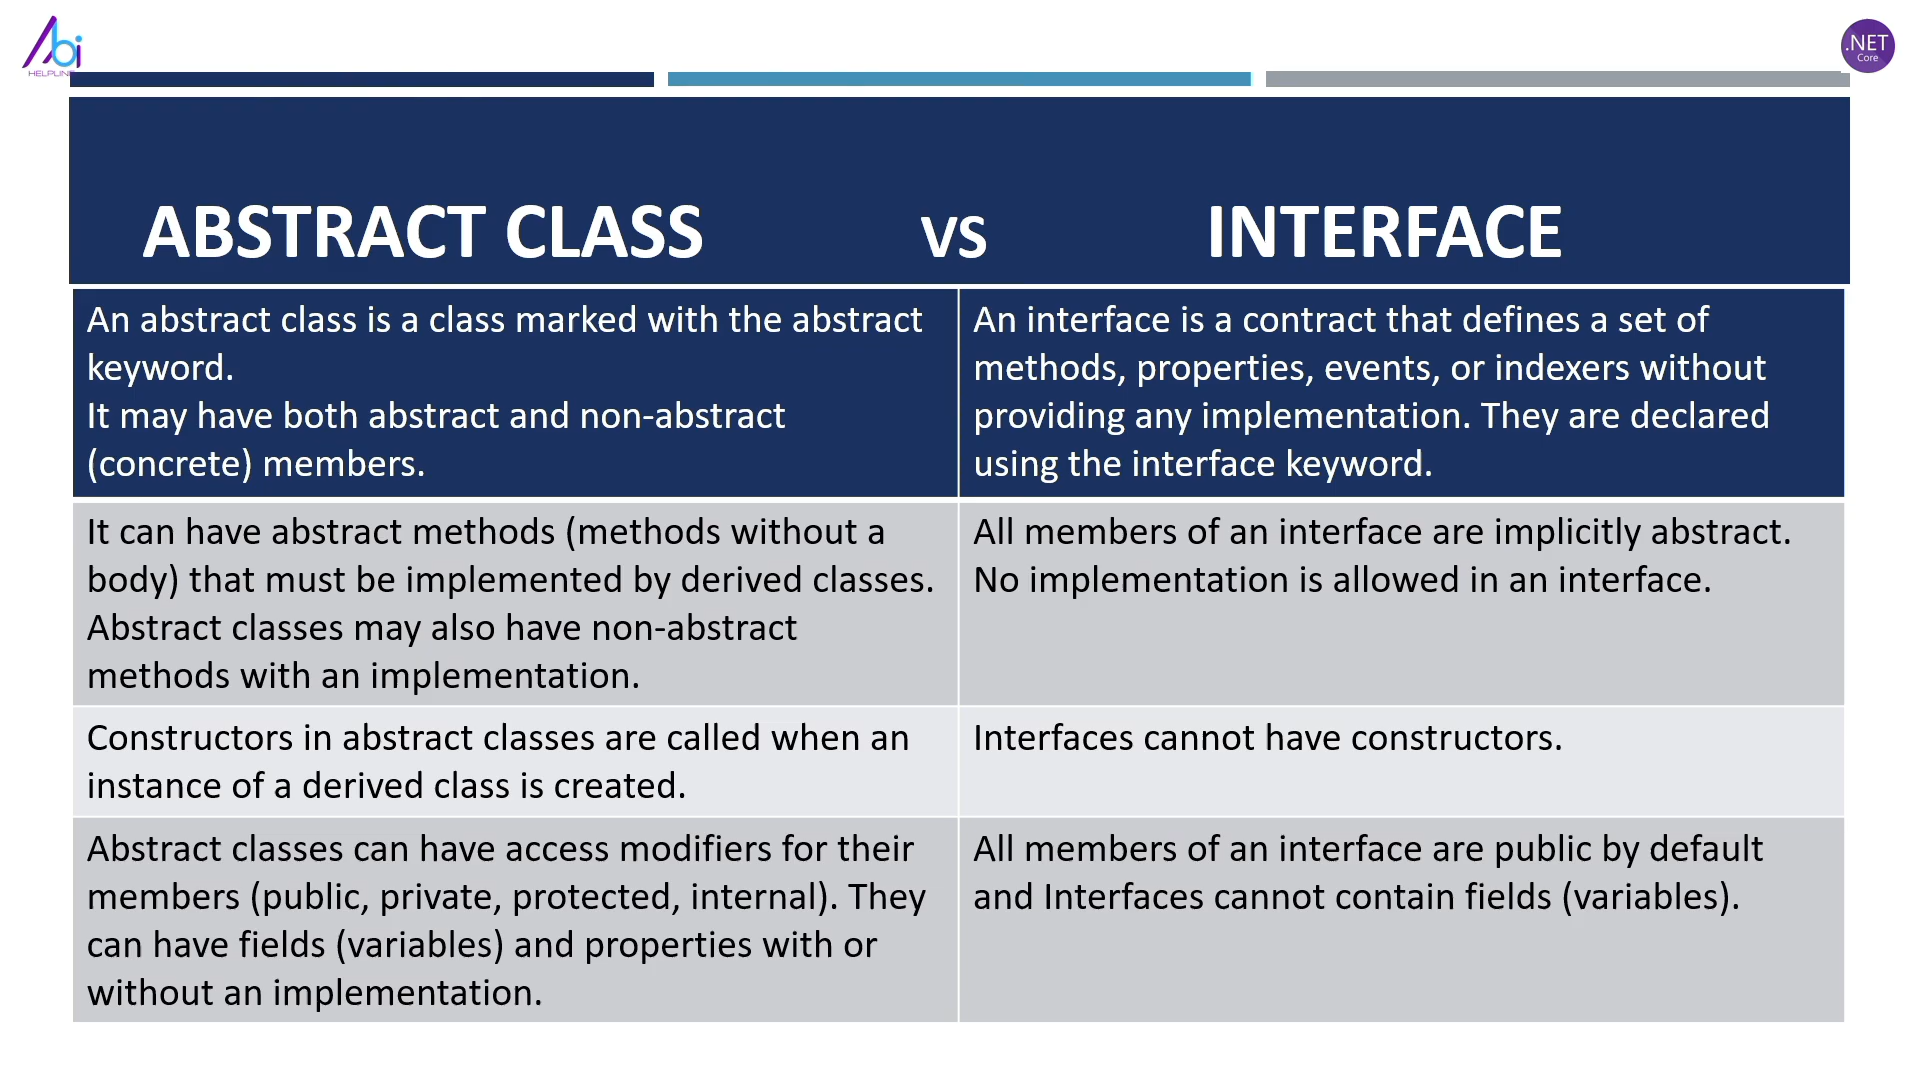 Abi
HELPLINE
.NET
Core
ABSTRACT CLASS VS INTERFACE
An abstract class is a class marked with the abstract
keyword.
It may have both abstract and non-abstract
(concrete) members.
An interface is a contract that defines a set of
methods, properties, events, or indexers without
providing any implementation. They are declared
using the interface keyword.
It can have abstract methods (methods without a
body) that must be implemented by derived classes.
Abstract classes may also have non-abstract
methods with an implementation.
All members of an interface are implicitly abstract.
No implementation is allowed in an interface.
Constructors in abstract classes are called when an
instance of a derived class is created.
Interfaces cannot have constructors.
Abstract classes can have access modifiers for their
members (public, private, protected, internal). They
can have fields (variables) and properties with or
without an implementation.
All members of an interface are public by default
and Interfaces cannot contain fields (variables).